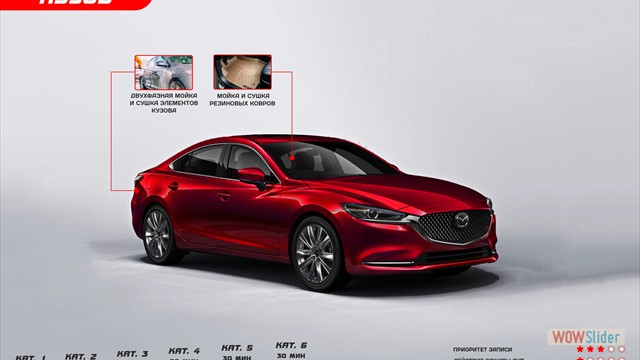 ДВУХФАЗНАЯ МОЙКА
И СУШКА ЭЛЕМЕНТОВ
КУЗОВА
МОЙКА И СУШКА
РЕЗИНОВЫХ КОВРОВ
КАТ. 1
КАТ. 2
КАТ. 3
КАТ. 4
КАТ. 5
КАТ. 6
30 МИН
30 МИН
ПРИОРИТЕТ ЗАПИСИ
WOWSlider